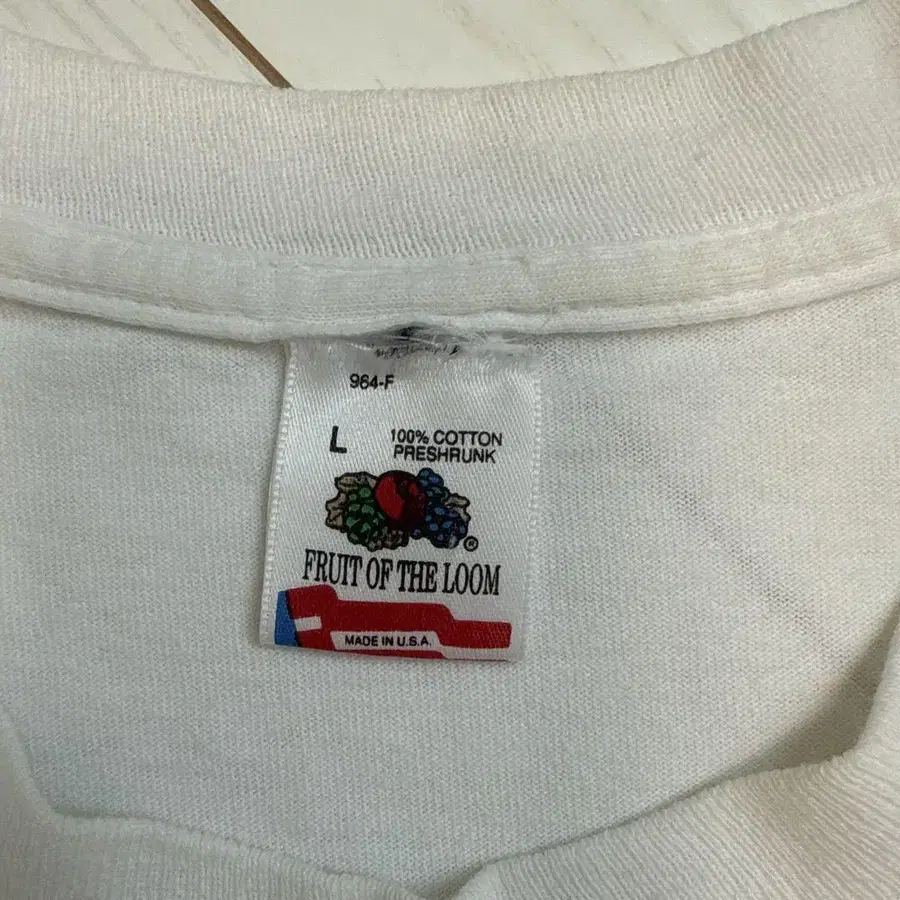 964-F
L
100% COTTON
PRESHRUNK
®
FRUIT OF THE LOOM
MADE IN U.S.A.